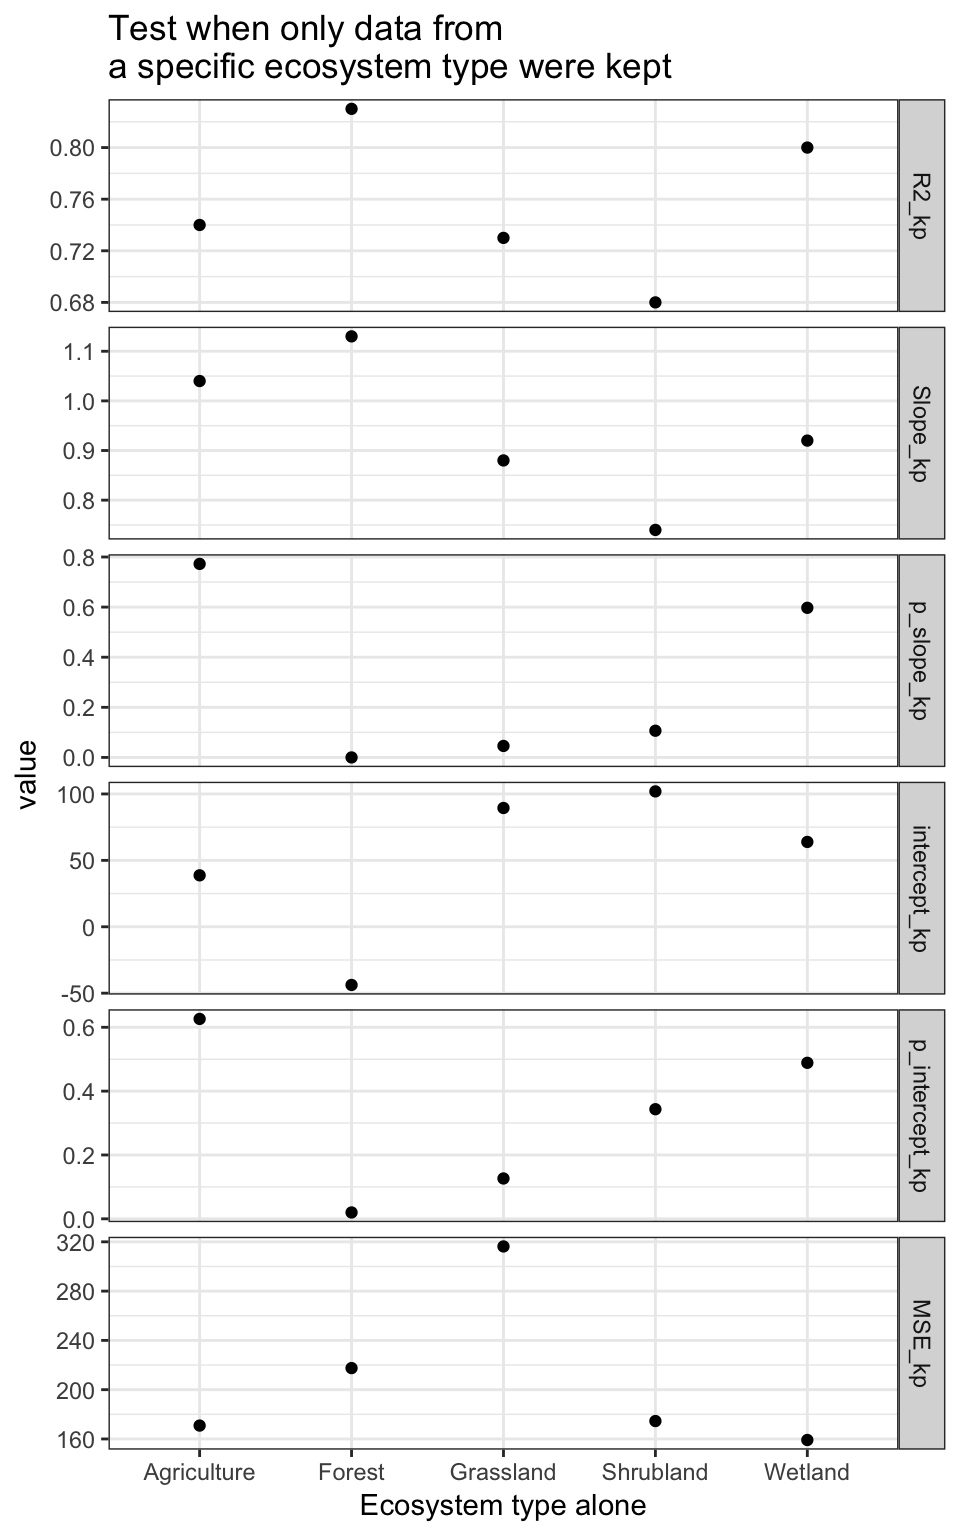 Test when only data from
a specific ecosystem type were kept
0.80
0.76
0.72
0.68
R2_kp
1.1
1.0
0.9
0.8
Slope_kp
0.8
0.6
0.4
0.2
0.0
p_slope_kp
value
100
50
0
-50
intercept_kp
0.6
0.4
0.2
0.0
p_intercept_kp
320
280
240
200
160
MSE_kp
Agriculture Forest Grassland Shrubland Wetland
Ecosystem type alone